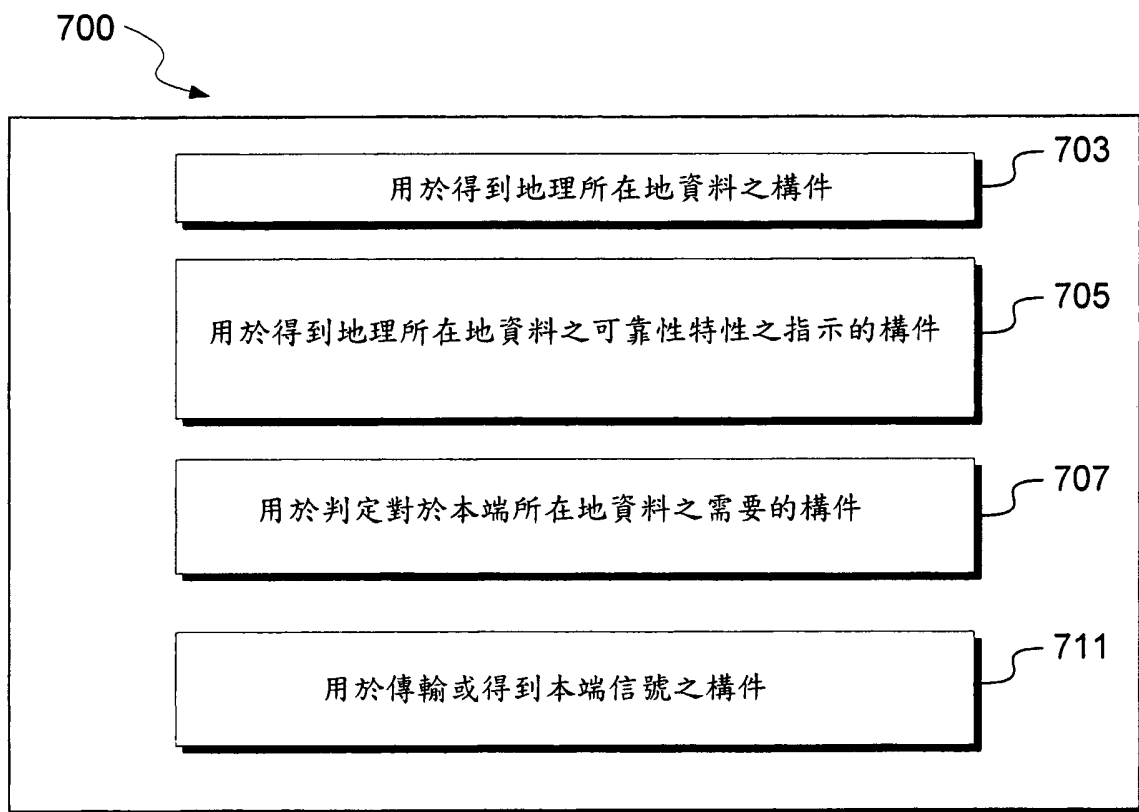 700
703
用於得到地理所在地資料之構件
705
用於得到地理所在地資料之可靠性特性之指示的構件
707
用於判定對於本端所在地資料之需要的構件
711
用於傳輸或得到本端信號之構件